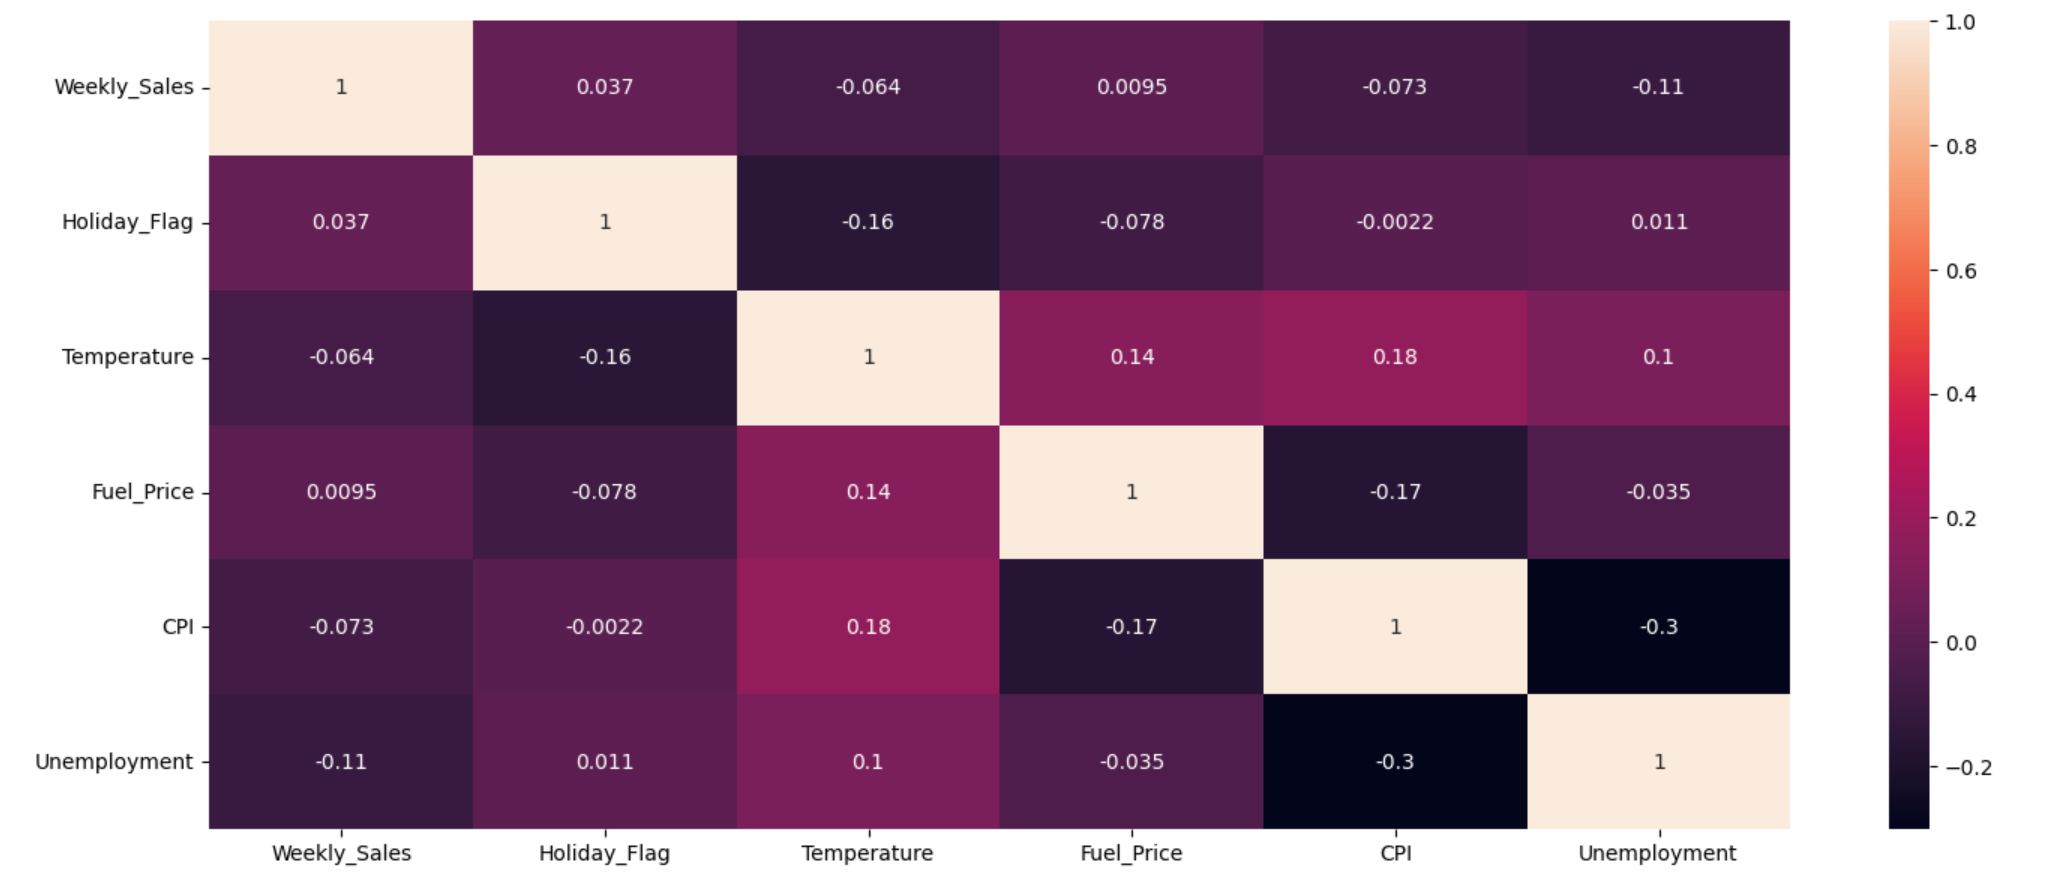 1.0
Weekly_Sales 1 0.037 -0.064 0.0095 -0.073 -0.11
0.8
Holiday_Flag 0.037 1 -0.16 -0.078 -0.0022 0.011
0.6
Temperature -0.064 -0.16 1 0.14 0.18 0.1
0.4
Fuel_Price 0.0095 -0.078 0.14 1 -0.17 -0.035
0.2
CPI -0.073 -0.0022 0.18 -0.17 1 -0.3
0.0
Unemployment -0.11 0.011 0.1 -0.035 -0.3 1
−0.2
Weekly_Sales Holiday_Flag Temperature Fuel_Price CPI Unemployment